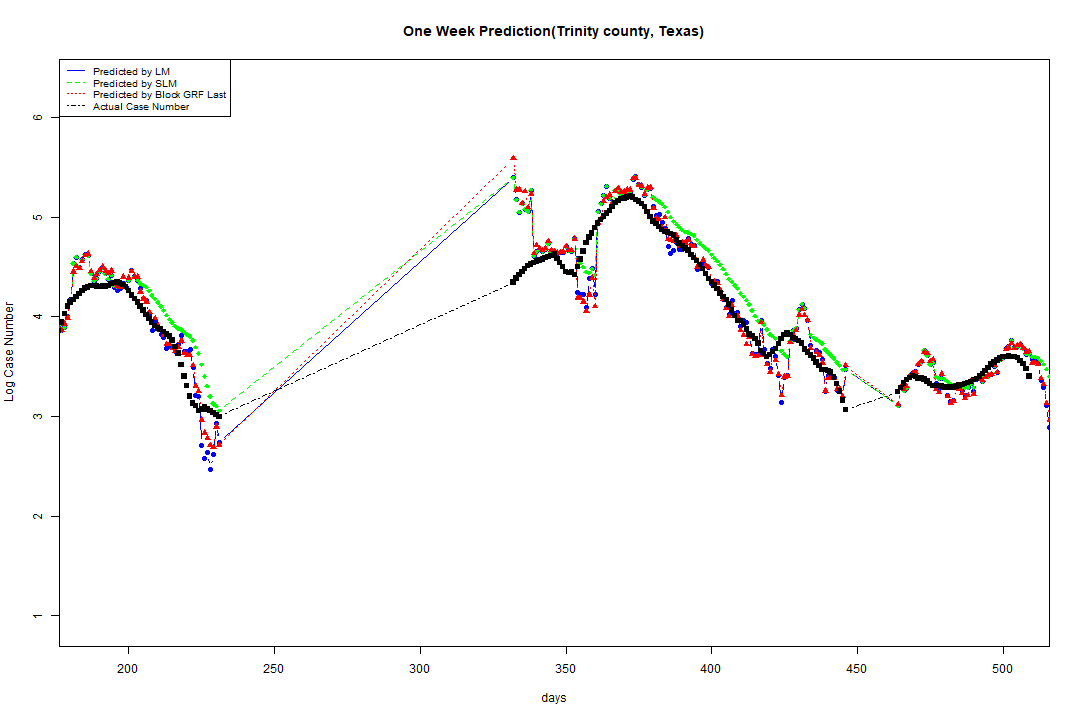 One Week Prediction(Trinity county, Texas)
Predicted by LM
Predicted by SLM
Predicted by Block GRF Last
Actual Case Number
Log Case Number
6
5
4
3
2
1
200 250 300 350 400 450 500
days